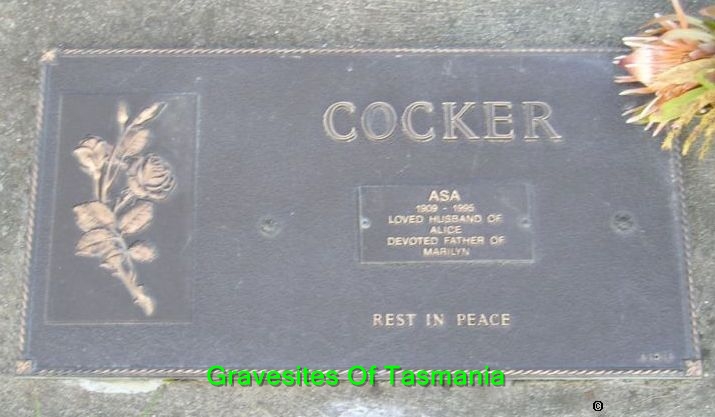 COCKER
ASA
1909 - 1995
LOVED HUSBAND OF
ALICE
DEVOTED FATHER OF
MARILYN
REST IN PEACE
Gravesites Of Tasmania
©